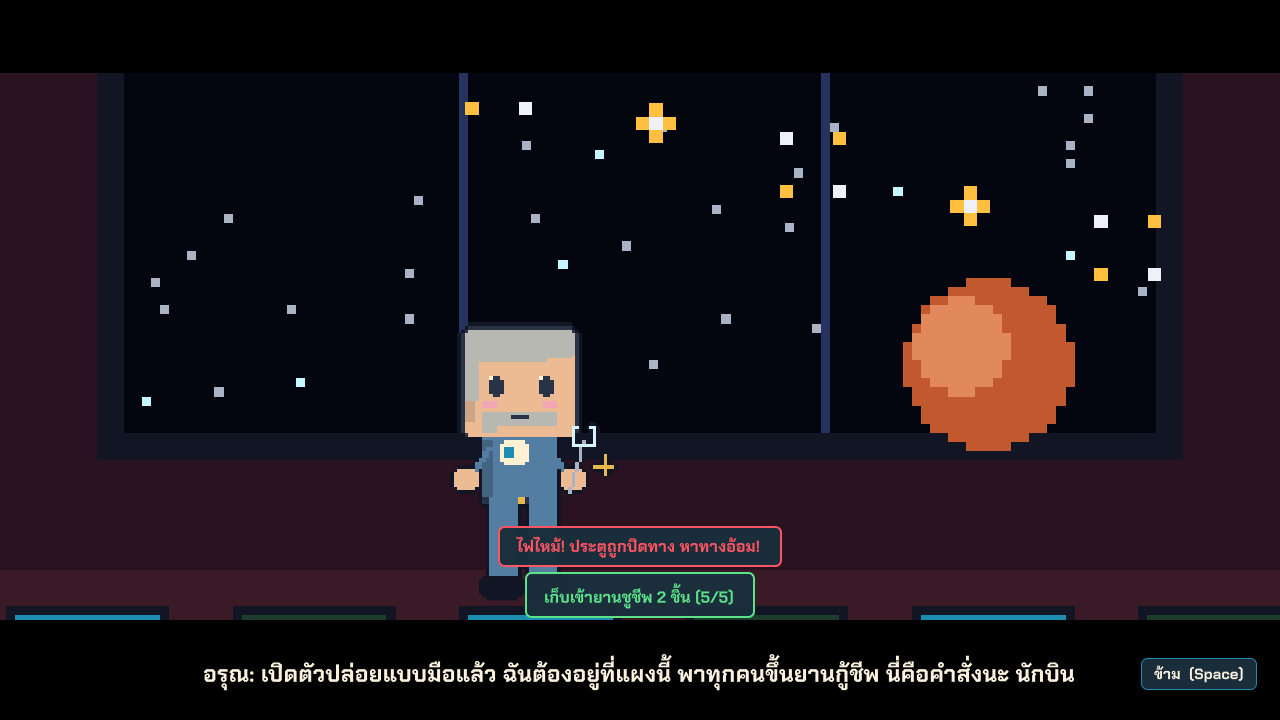 ไฟไหม้! ประตูถูกปิดทาง หาทางอ้อม!
เก็บเข้ายานชูชีพ 2 ชิ้น (5/5)
อรุณ: เปิดตัวปล่อยแบบมือแล้ว ฉันต้องอยู่ที่แผงนี้ พาทุกคนขึ้นยานกู้ชีพ นี่คือคำสั่งนะ นักบิน
ข้าม (Space)